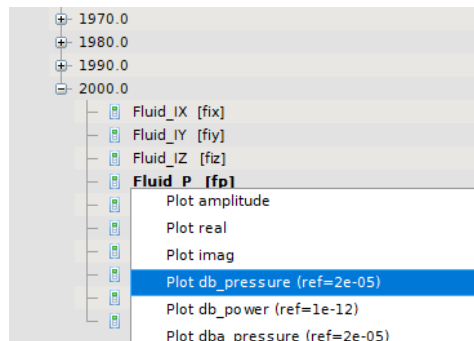 1970.0
1980.0
1990.0
2000.0
Fluid_IX [fix]
Fluid_IY [fiy]
Fluid_IZ [fiz]
Fluid_P [fp]
Plot amplitude
Plot real
Plot imag
Plot db_pressure (ref=2e-05)
Plot db_power (ref=1e-12)
Plot dba_pressure (ref=2e-05)